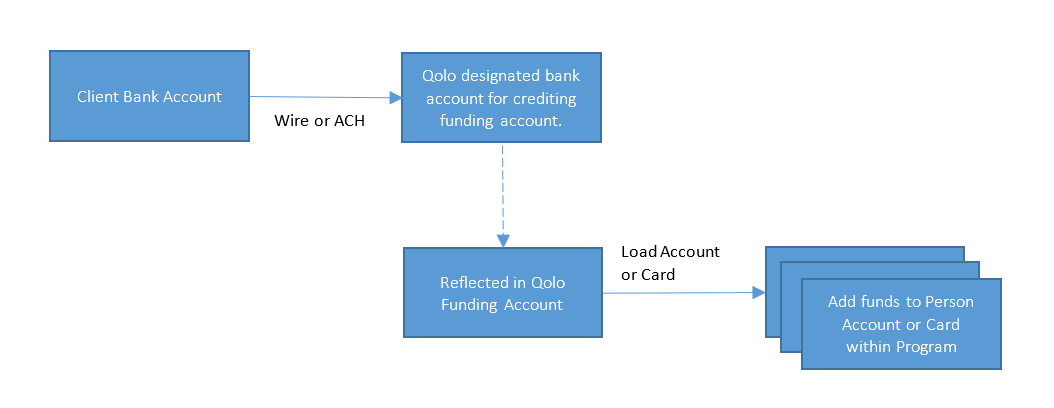 Client Bank Account
Wire or ACH
Qolo designated bank
account for crediting
funding account.
Reflected in Qolo
Funding Account
Load Account
or Card
Add funds to Person
Account or Card
within Program